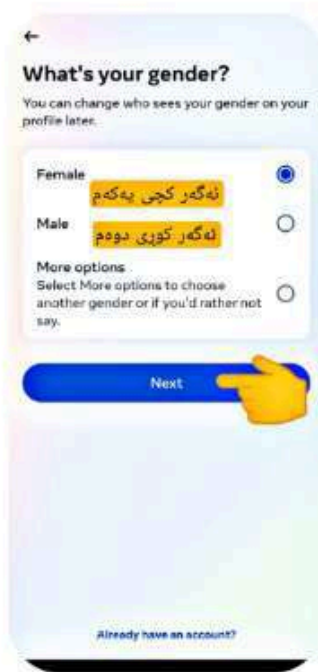 What's your gender?
You can change who sees your gender on your
profile later.
Female
ئەگەر کچی یەکەم
Male
ئەگەر کوڕی دووەم
More options
Select More options to choose
another gender or if you'd rather not
say.
Next
Already have an account?